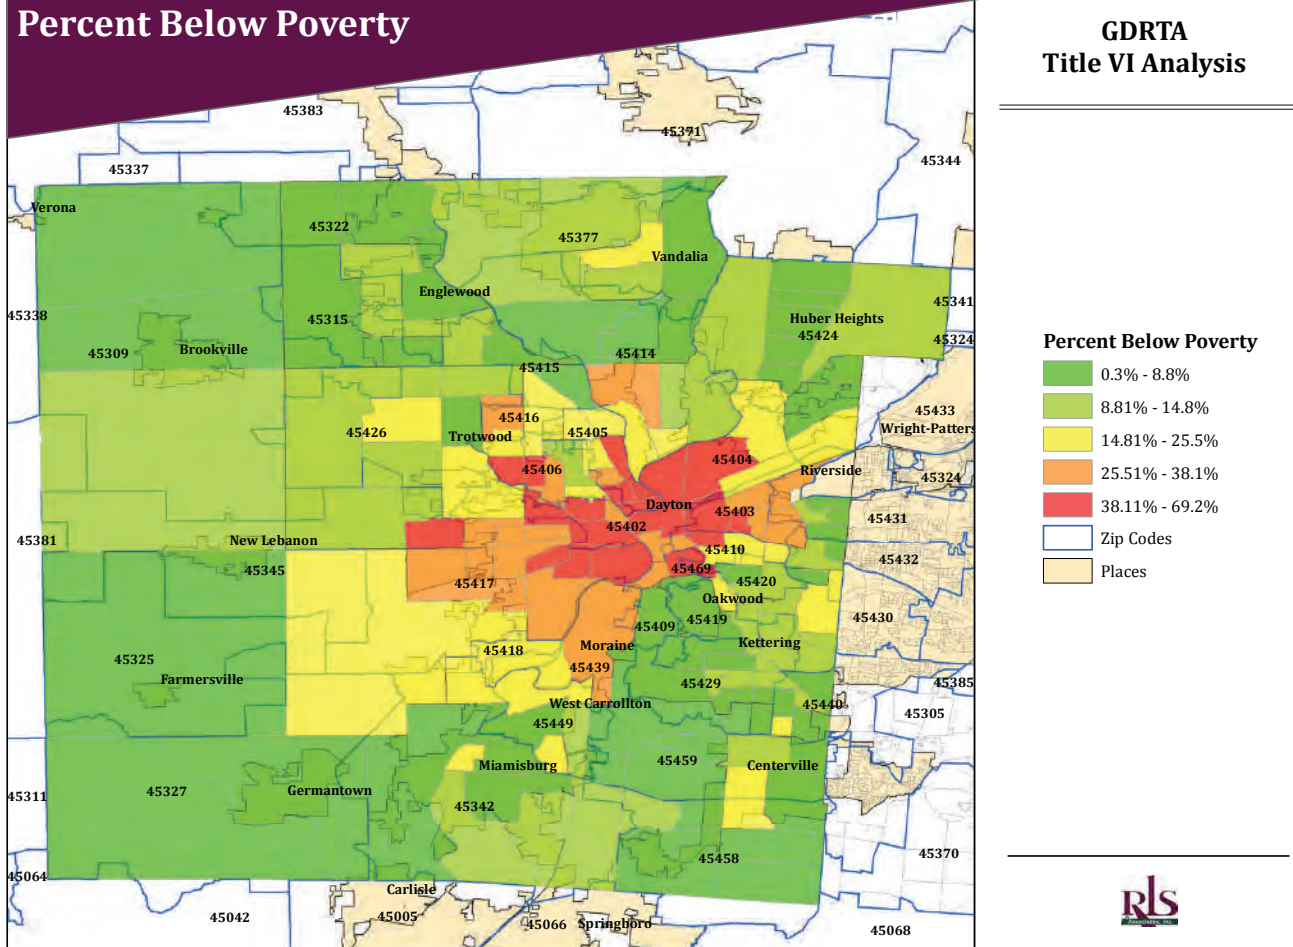 Percent Below Poverty
GDRTA
Title VI Analysis
45383
45371
45344
45337
Verona
45322
45377
Vandalia
Englewood
45341
45338
45315
Huber Heights
45424
45324
45309
Brookville
45414
45415
45433
Wright-Patters
45416
45426
Trotwood
45405
45404
45406
Riverside
45324
Dayton
45403
45431
45402
45381
New Lebanon
45410
45432
45345
45469
45417
45420
Oakwood
45409
45419
45430
Moraine
Kettering
45418
45325
45439
Farmersville
45429
45385
West Carrollton
45440
45305
45449
45459
Miamisburg
Centerville
45311
45327
Germantown
45342
45458
45370
45064
Carlisle
45005
45042
45066
Springboro
45068
Percent Below Poverty
0.3% - 8.8%
8.81% - 14.8%
14.81% - 25.5%
25.51% - 38.1%
38.11% - 69.2%
Zip Codes
Places
RLS
& Associates, Inc.